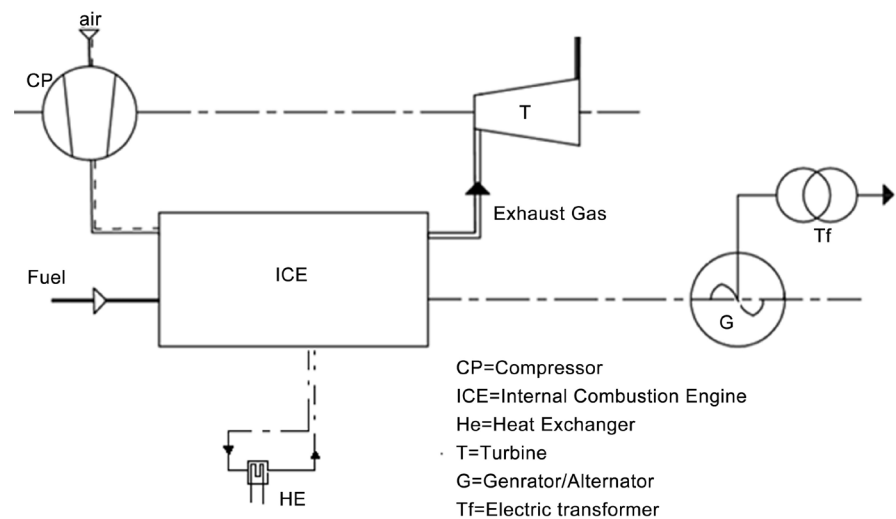 air
CP
T
Exhaust Gas
Tf
Fuel
ICE
G
HE
CP=Compressor
ICE=Internal Combustion Engine
He=Heat Exchanger
T=Turbine
G=Genrator/Alternator
Tf=Electric transformer